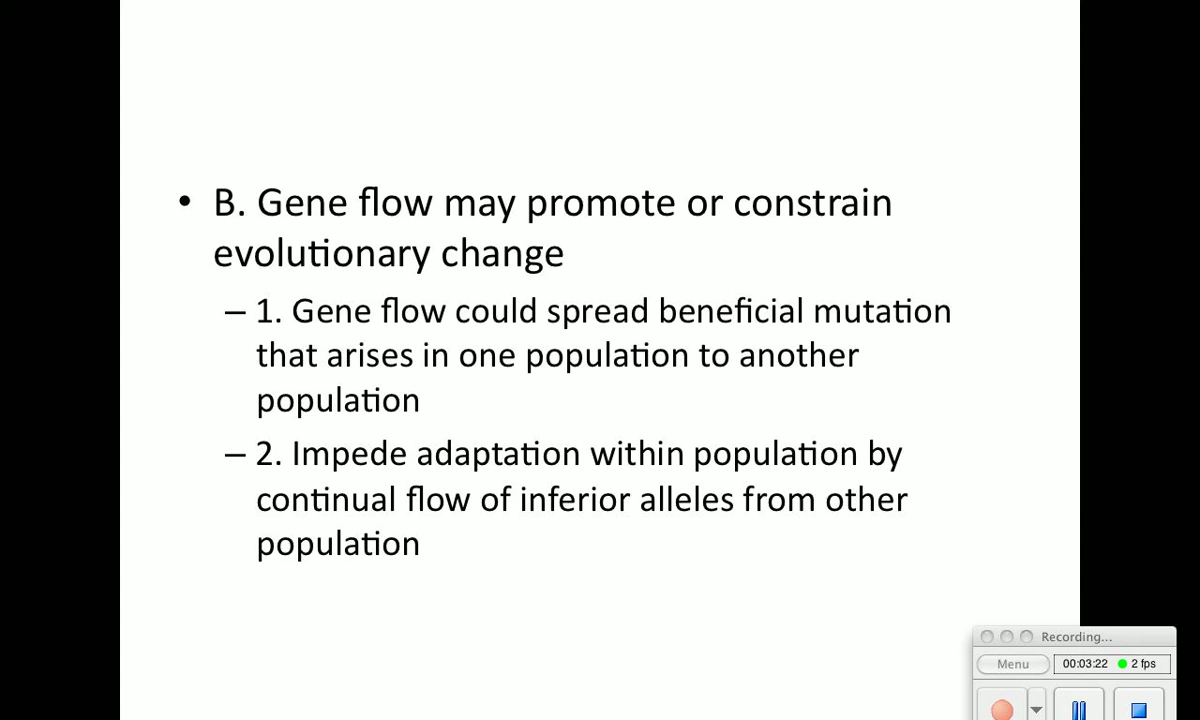 • B. Gene flow may promote or constrain
evolutionary change
– 1. Gene flow could spread beneficial mutation
that arises in one population to another
population
– 2. Impede adaptation within population by
continual flow of inferior alleles from other
population
Recording...
Menu
00:03:22
2 fps